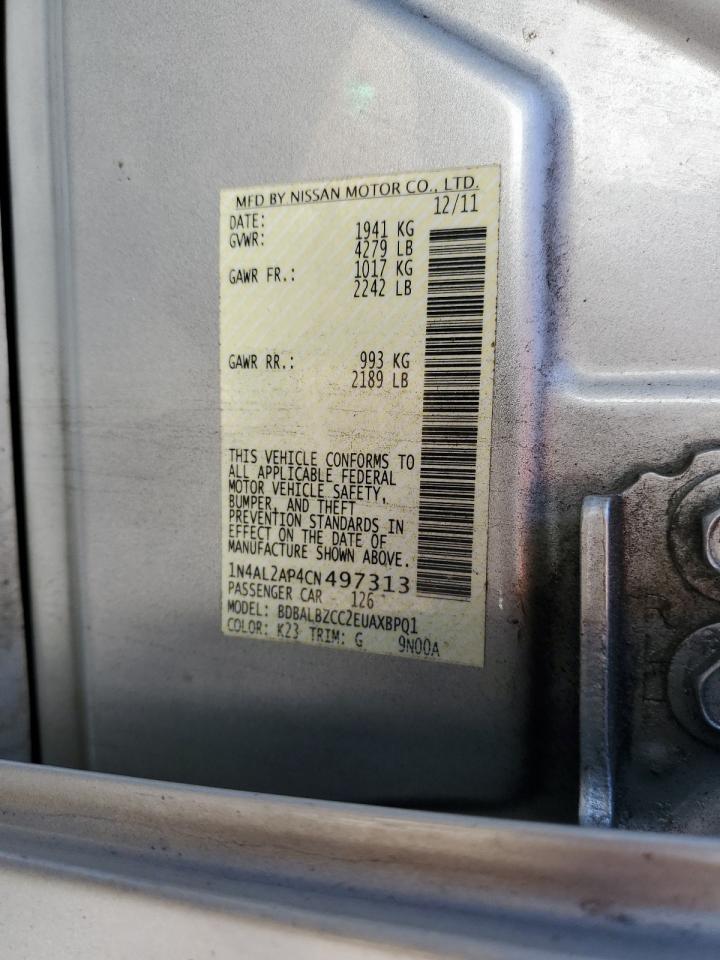 MFD BY NISSAN MOTOR CO., LTD.
DATE: 12/11
GVWR: 1941 KG
4279 LB
GAWR FR.: 1017 KG
2242 LB
GAWR RR.: 993 KG
2189 LB
THIS VEHICLE CONFORMS TO
ALL APPLICABLE FEDERAL
MOTOR VEHICLE SAFETY,
BUMPER, AND THEFT
PREVENTION STANDARDS IN
EFFECT ON THE DATE OF
MANUFACTURE SHOWN ABOVE.
1N4AL2AP4CN497313
PASSENGER CAR 126
MODEL: BDBALBZCC2EUAXBPQ1
COLOR: K23 TRIM: G 9N00A